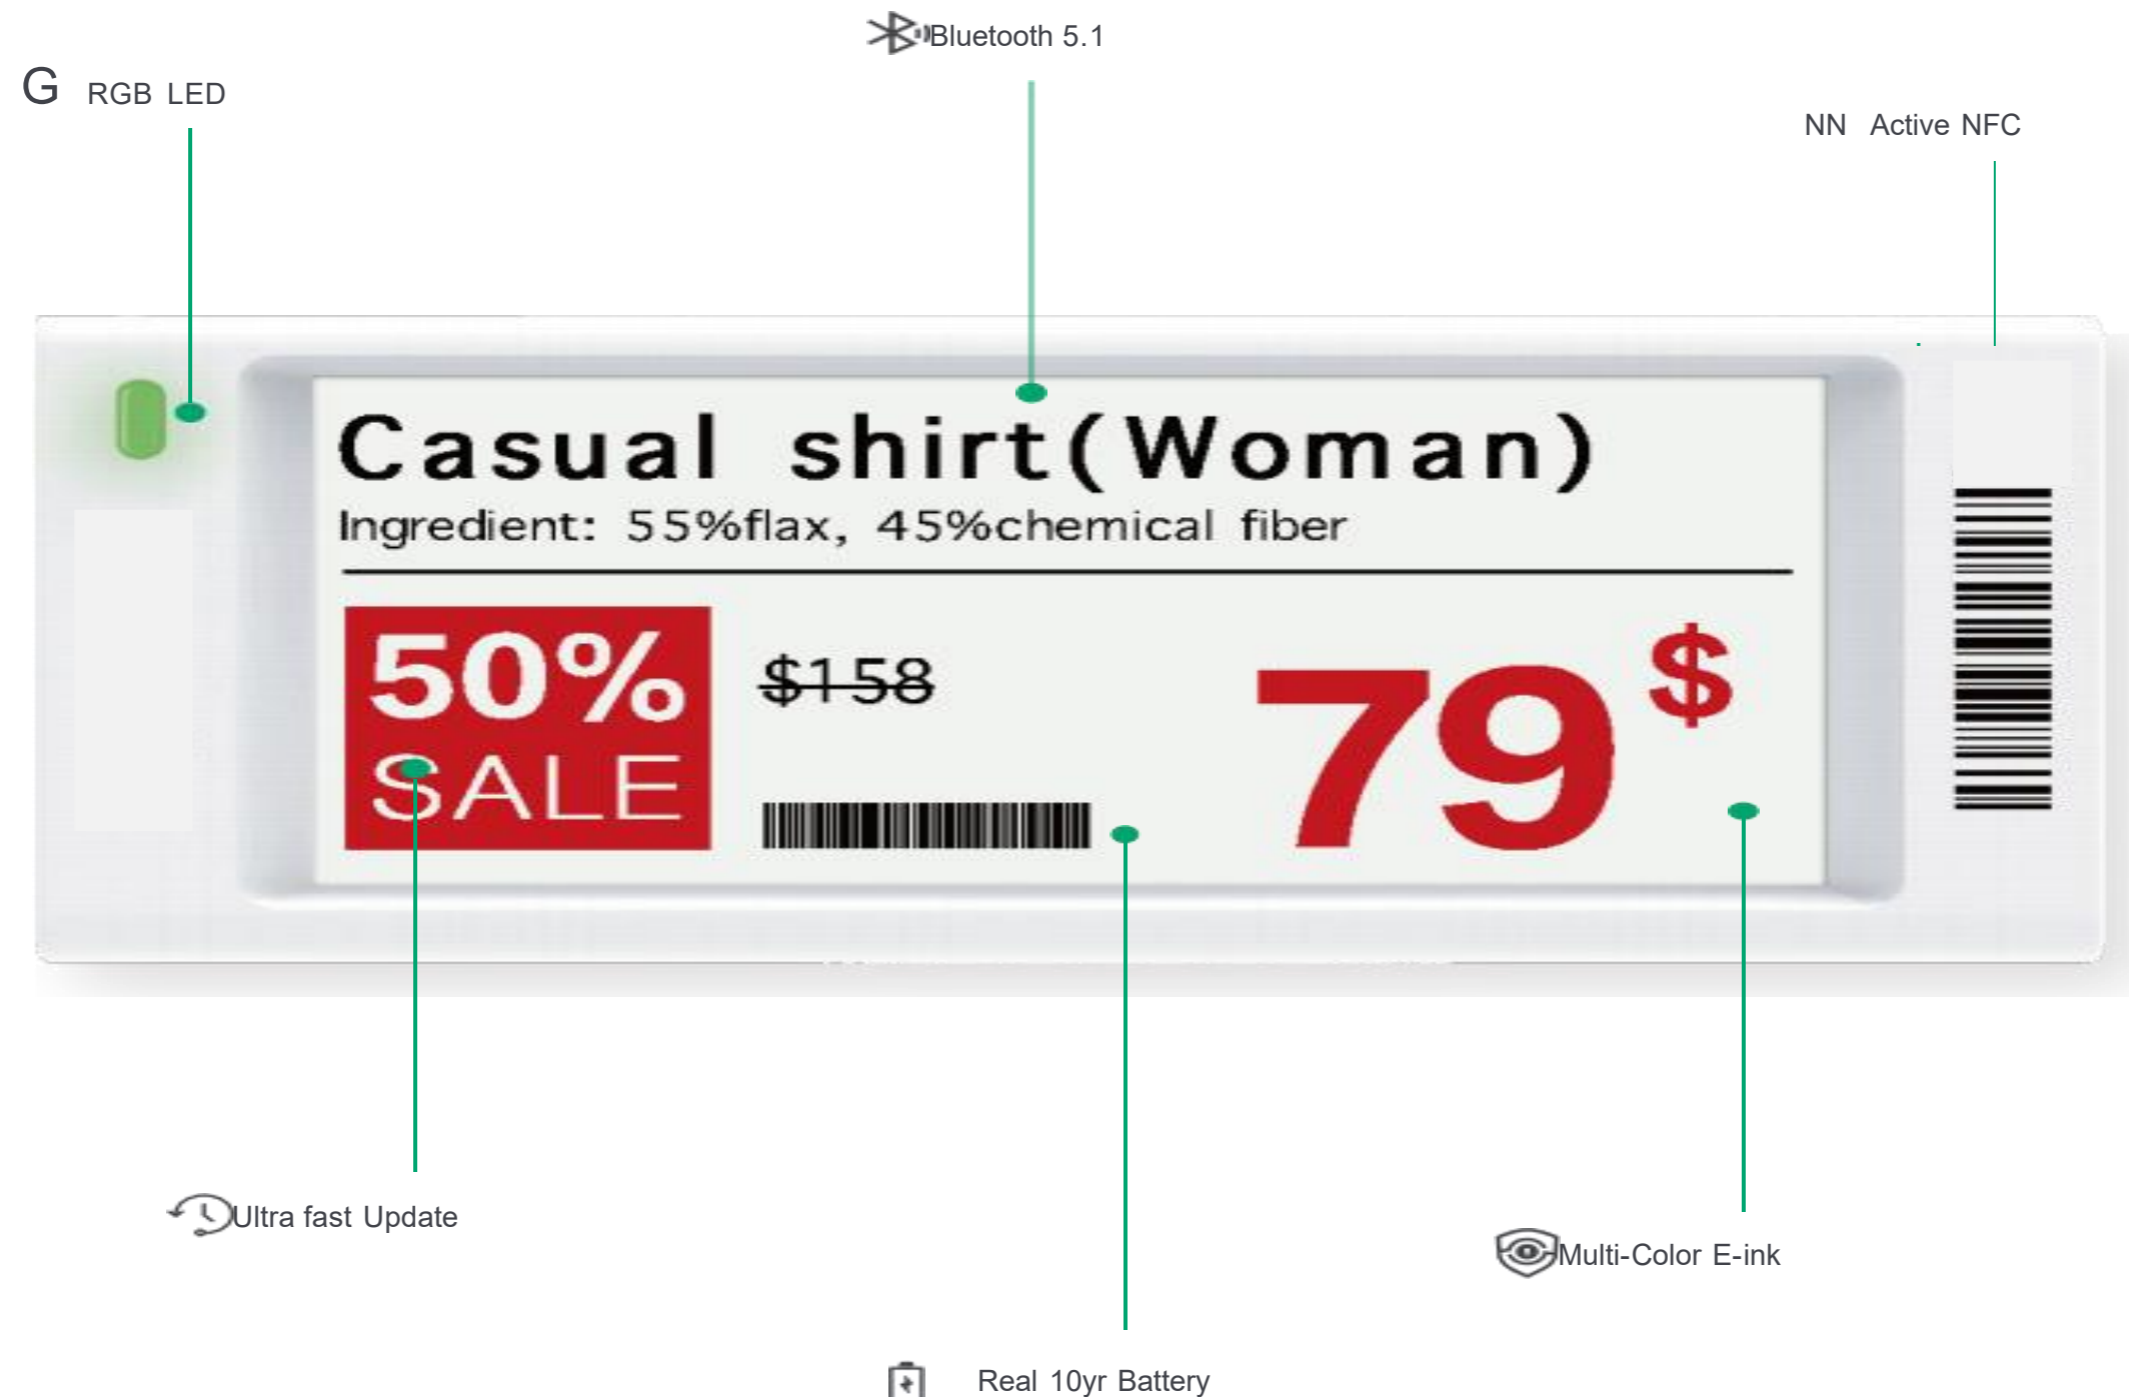 Bluetooth 5.1
G RGB LED
NN Active NFC
Casual shirt(Woman)
Ingredient: 55%flax, 45%chemical fiber
50%
SALE
$158
79$
Ultra fast Update
Multi-Color E-ink
Real 10yr Battery